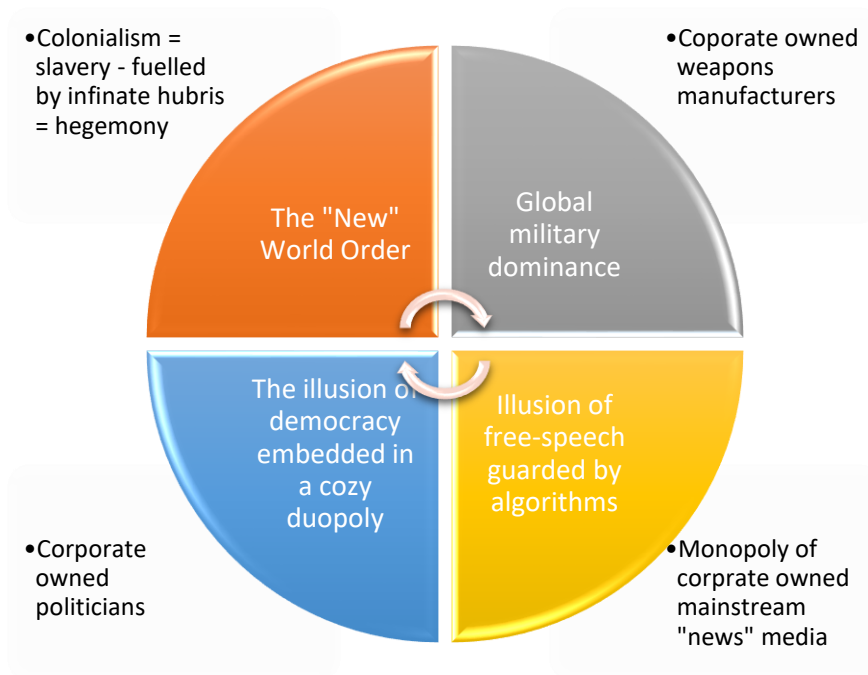 •Colonialism =
slavery - fuelled
by infinate hubris
= hegemony
•Coporate owned
weapons
manufacturers
The "New"
World Order
Global
military
dominance
The illusion of
democracy
embedded in
a cozy
duopoly
Illusion of
free-speech
guarded by
algorithms
•Corporate
owned
politicians
•Monopoly of
corprate owned
mainstream
"news" media